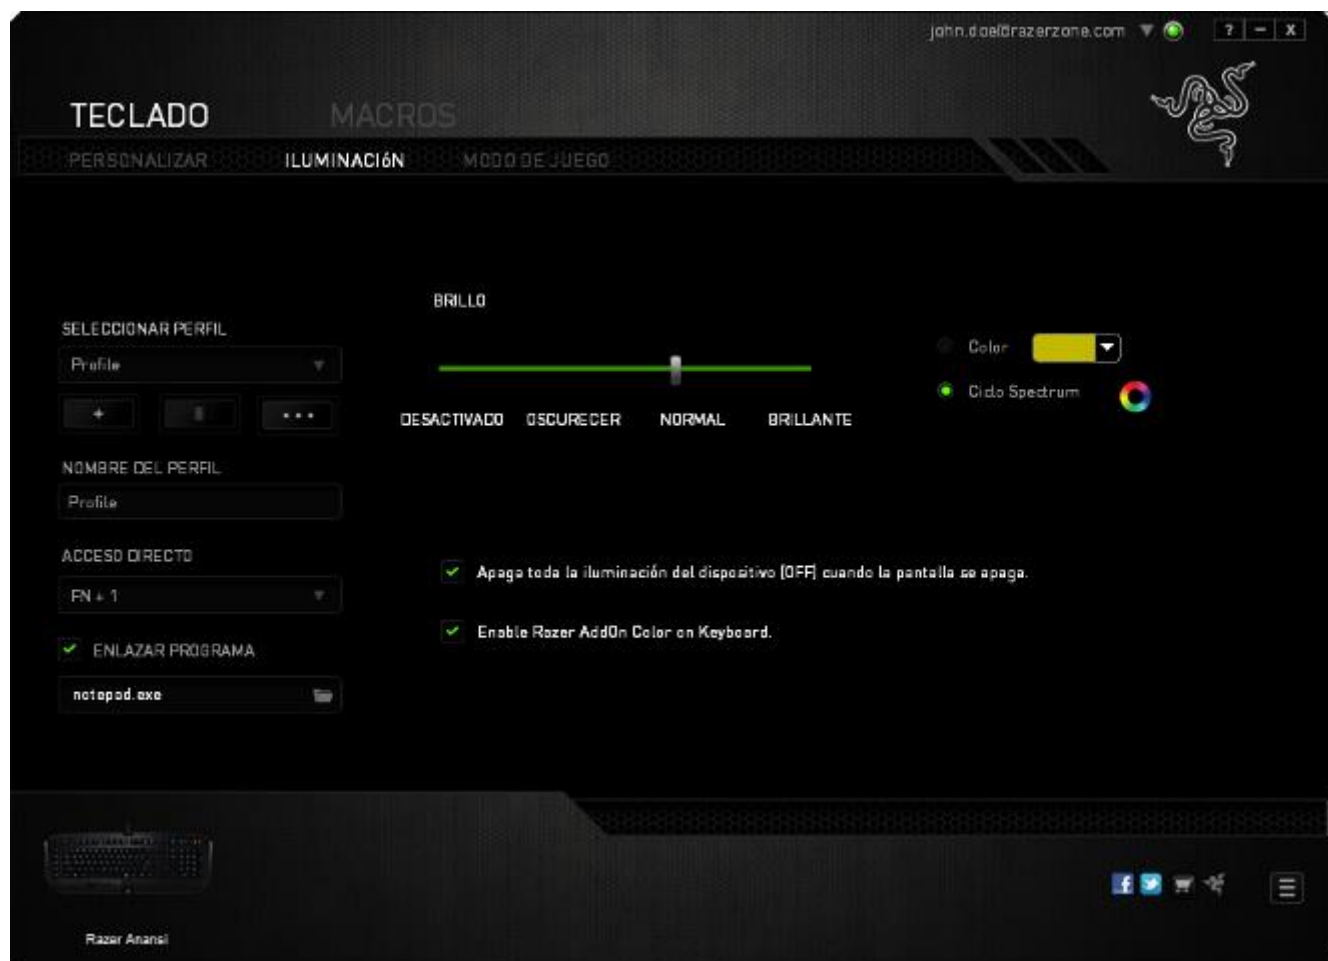 john.doe@razerzone.com
? – X
TECLADO MACROS
PERSONALIZAR ILUMINACIóN MODO DE JUEGO
BRILLO
SELECCIONAR PERFIL
Profile
Color
Ciclo Spectrum
+ ...
DESACTIVADO OSCURECER NORMAL BRILLANTE
NOMBRE DEL PERFIL
Profile
ACCESO DIRECTO
FN + 1
Apaga toda la iluminación del dispositivo (OFF) cuando la pantalla se apaga.
Enable Razer AddOn Color on Keyboard.
ENLAZAR PROGRAMA
notepad.exe
Razer Anansi